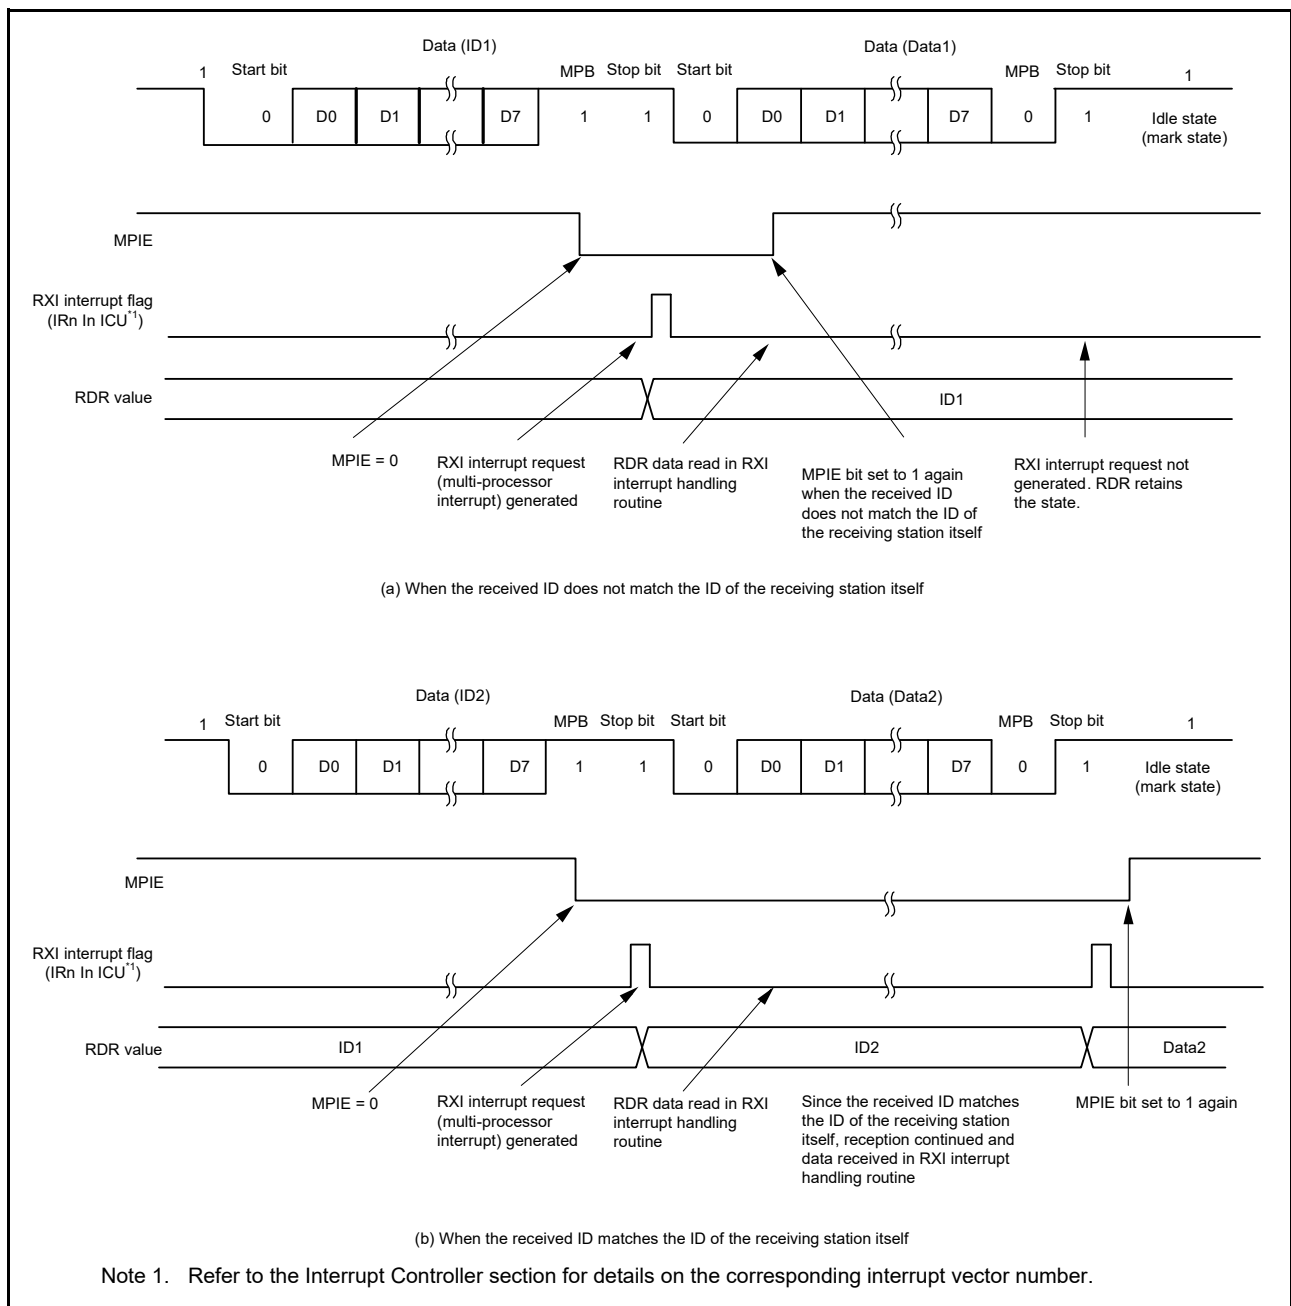 Data (ID1) Data (Data1)
1 Start bit MPB Stop bit Start bit MPB Stop bit 1
0 D0 D1 D7 1 1 0 D0 D1 D7 0 1 Idle state
(mark state)
MPIE
RXI interrupt flag
(IRn In ICU*1)
RDR value ID1
MPIE = 0
RXI interrupt request
(multi-processor
interrupt) generated
RDR data read in RXI
interrupt handling
routine
MPIE bit set to 1 again
when the received ID
does not match the ID of
the receiving station itself
RXI interrupt request not
generated. RDR retains
the state.
(a) When the received ID does not match the ID of the receiving station itself
Data (ID2) Data (Data2)
1 Start bit MPB Stop bit Start bit MPB Stop bit 1
0 D0 D1 D7 1 1 0 D0 D1 D7 0 1 Idle state
(mark state)
MPIE
RXI interrupt flag
(IRn In ICU*1)
RDR value ID1 ID2 Data2
MPIE = 0
RXI interrupt request
(multi-processor
interrupt) generated
RDR data read in RXI
interrupt handling
routine
Since the received ID matches
the ID of the receiving station
itself, reception continued and
data received in RXI interrupt
handling routine
MPIE bit set to 1 again
(b) When the received ID matches the ID of the receiving station itself
Note 1. Refer to the Interrupt Controller section for details on the corresponding interrupt vector number.